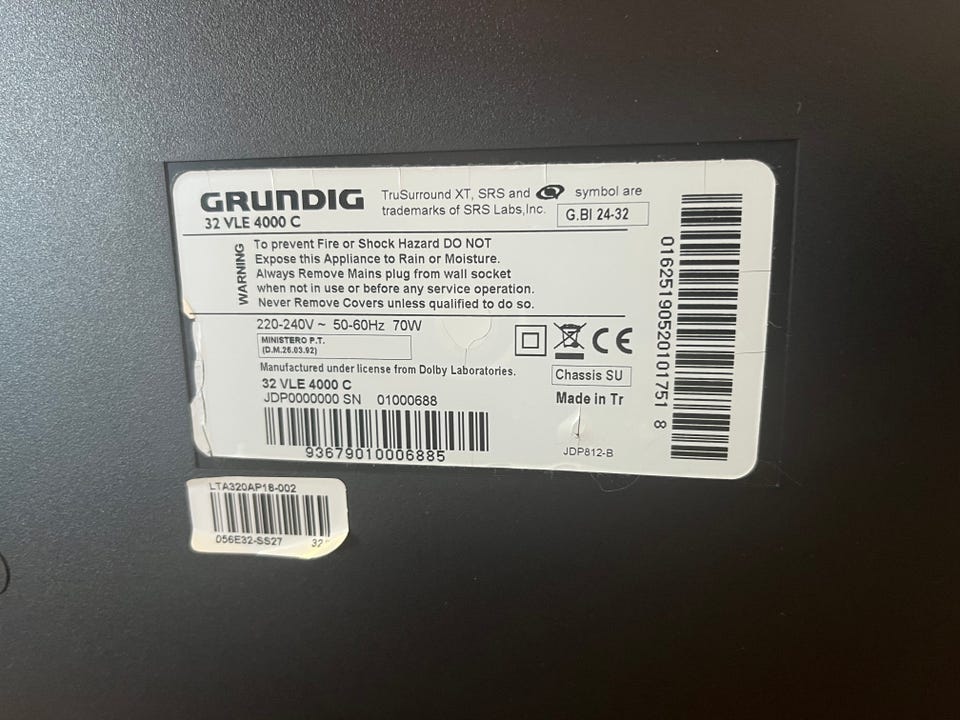 GRUNDIG
32 VLE 4000 C
TruSurround XT, SRS and symbol are
trademarks of SRS Labs,Inc.
G.BI 24-32
WARNING
To prevent Fire or Shock Hazard DO NOT
Expose this Appliance to Rain or Moisture.
Always Remove Mains plug from wall socket
when not in use or before any service operation.
Never Remove Covers unless qualified to do so.
220-240V ~ 50-60Hz 70W
MINISTERO P.T.
(D.M.26.03.92)
Manufactured under license from Dolby Laboratories.
32 VLE 4000 C
JDP0000000 SN 01000688
93679010006885
CE
Chassis SU
Made in Tr
JDP812-B
01625190520101751 8
LTA320AP18-002
056E32-SS27